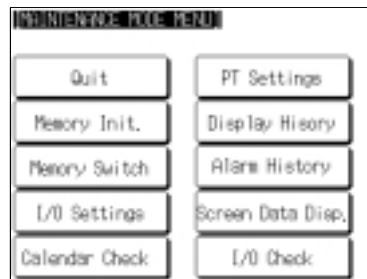 [MAINTENANCE MODE MENU]
Quit
PT Settings
Memory Init.
Display Hisory
Memory Switch
Alarm History
I/O Settings
Screen Data Disp.
Calendar Check
I/O Check